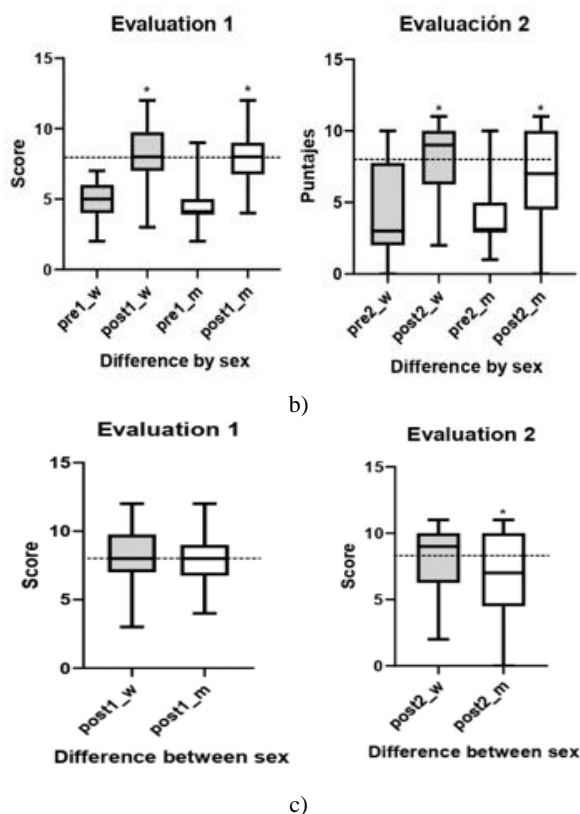 Evaluation 1
15
10
5
0
Score
*
*
pre1_w
post1_w
pre1_m
post1_m
Difference by sex
Evaluación 2
15
10
5
0
Puntajes
*
*
pre2_w
post2_w
pre2_m
post2_m
Difference by sex
b)
Evaluation 1
15
10
5
0
Score
post1_w
post1_m
Difference between sex
Evaluation 2
15
10
5
0
Score
*
post2_w
post2_m
Difference between sex
c)